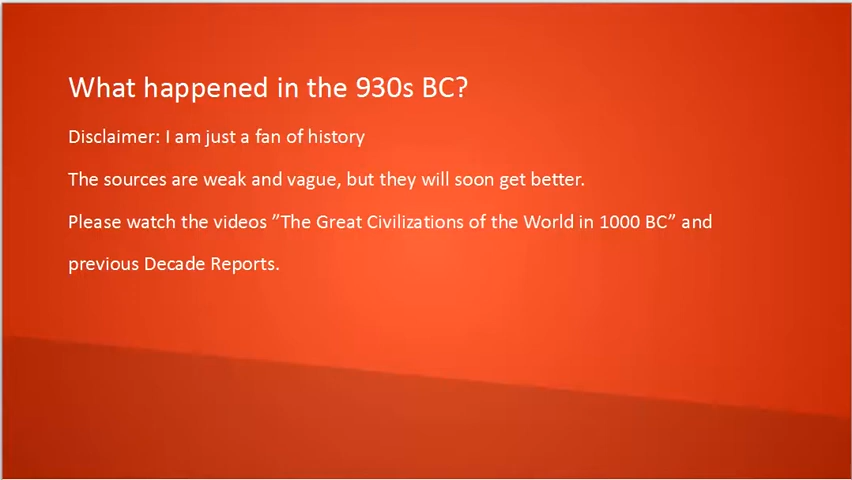 What happened in the 930s BC?
Disclaimer: I am just a fan of history
The sources are weak and vague, but they will soon get better.
Please watch the videos ”The Great Civilizations of the World in 1000 BC” and
previous Decade Reports.